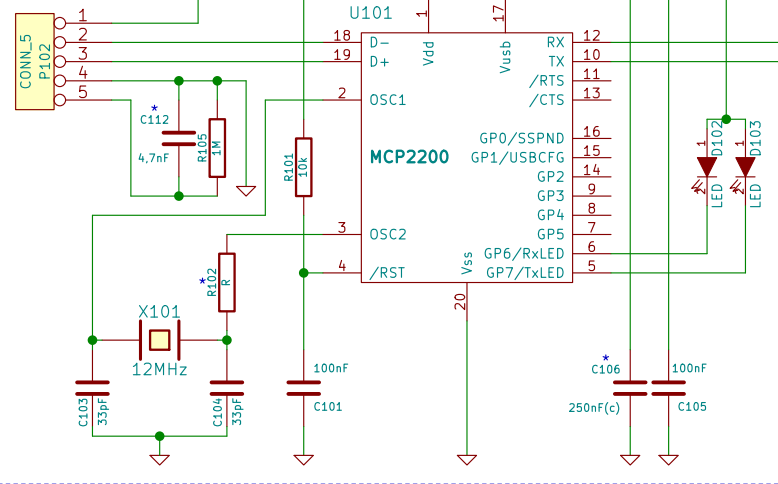 U101
MCP2200
1
Vdd
17
Vusb
CONN_5
P102
1
2
3
4
5
18
D-
19
D+
2
OSC1
3
OSC2
4
/RST
20
Vss
RX
12
TX
10
/RTS
11
/CTS
13
GP0/SSPND
16
GP1/USBCFG
15
GP2
14
GP3
9
GP4
8
GP5
7
GP6/RxLED
6
GP7/TxLED
5
*
C112
4,7nF
R105
1M
R101
10k
*
R102
R
X101
12MHz
C103
33pF
C104
33pF
100nF
C101
D102
1
2
LED
D103
1
2
LED
*
C106
250nF(c)
100nF
C105